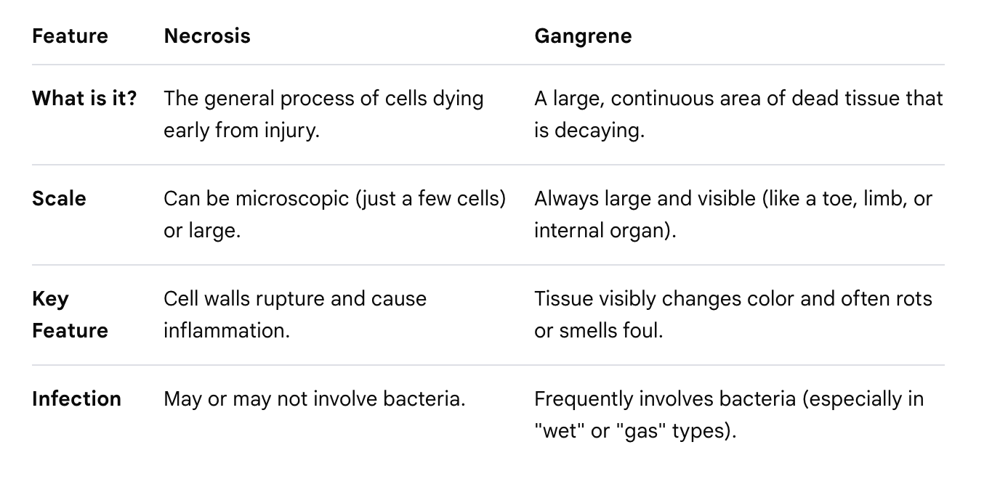 Feature Necrosis Gangrene
What is it? The general process of cells dying A large, continuous area of dead tissue that
early from injury. is decaying.
Scale Can be microscopic (just a few cells) Always large and visible (like a toe, limb, or
or large. internal organ).
Key Cell walls rupture and cause Tissue visibly changes color and often rots
Feature inflammation. or smells foul.
Infection May or may not involve bacteria. Frequently involves bacteria (especially in
"wet" or "gas" types).